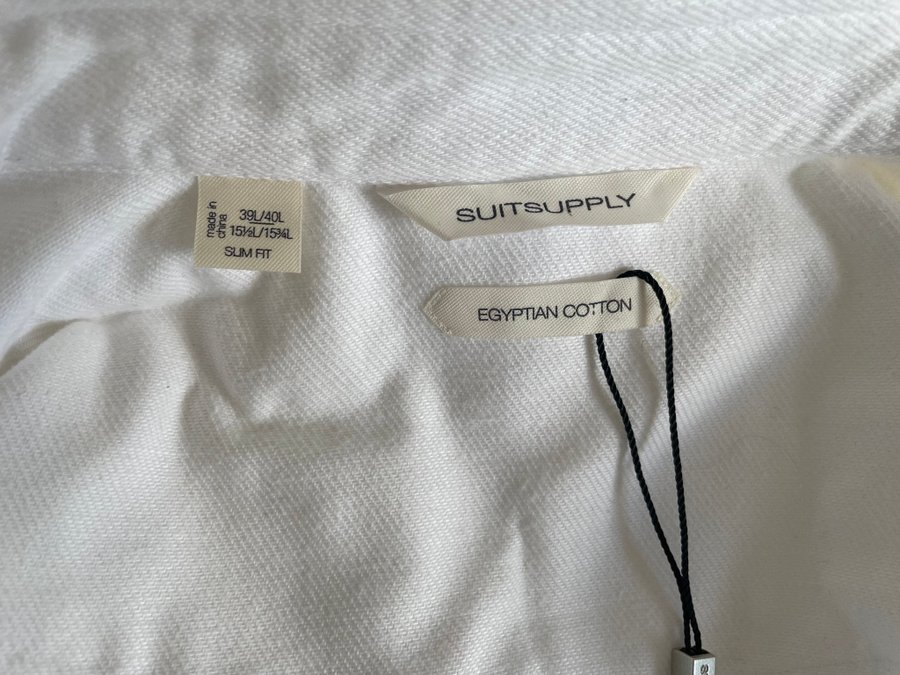 made in
china
39L/40L
15½L/15¾L
SLIM FIT
SUITSUPPLY
EGYPTIAN COTTON